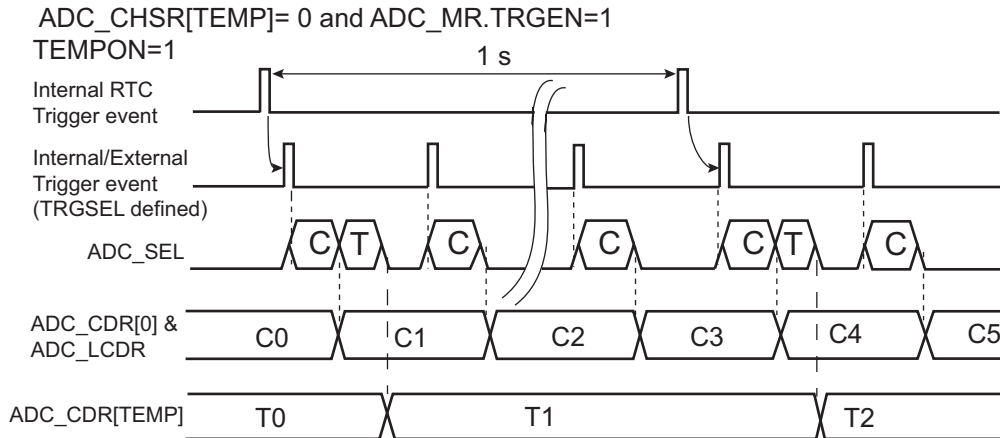 ADC_CHSR[TEMP]= 0 and ADC_MR.TRGEN=1
TEMPON=1
1 s
Internal RTC
Trigger event
Internal/External
Trigger event
(TRGSEL defined)
ADC_SEL
C T C C C T C
ADC_CDR[0] &
ADC_LCDR
C0 C1 C2 C3 C4 C5
ADC_CDR[TEMP]
T0 T1 T2